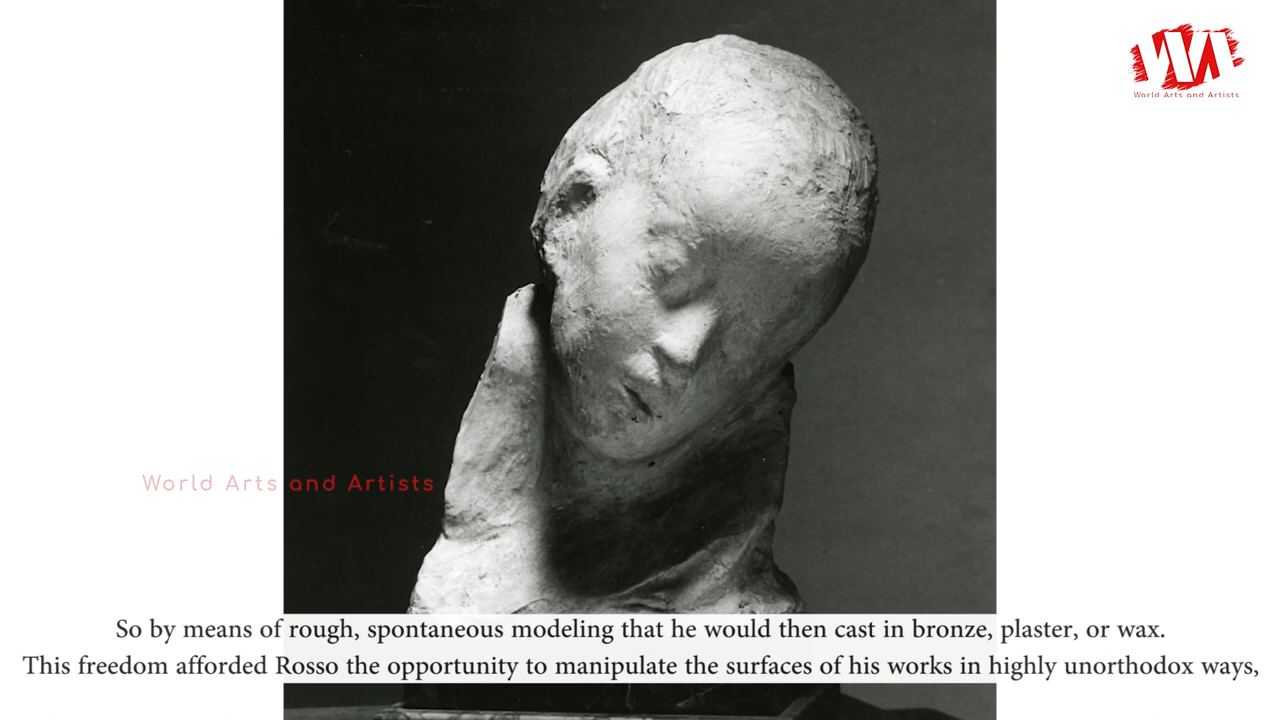 World Arts and Artists
World Arts and Artists
So by means of rough, spontaneous modeling that he would then cast in bronze, plaster, or wax.
This freedom afforded Rosso the opportunity to manipulate the surfaces of his works in highly unorthodox ways,